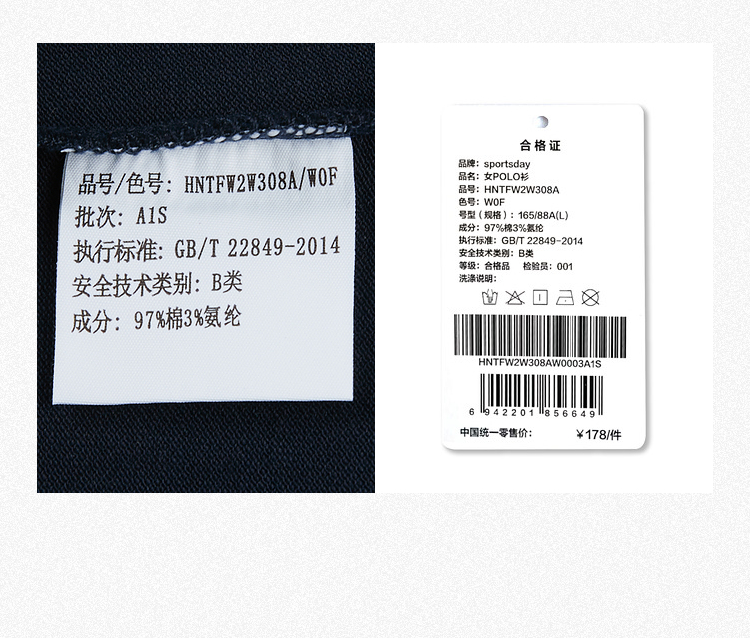 品号/色号: HNTFW2W308A/W0F
批次: A1S
执行标准: GB/T 22849-2014
安全技术类别: B类
成分: 97%棉3%氨纶
合格证
品牌: sportsday
品名: 女POLO衫
品号: HNTFW2W308A
色号: W0F
号型(规格): 165/88A(L)
成分: 97%棉3%氨纶
执行标准: GB/T 22849-2014
安全技术类别: B类
等级: 合格品 检验员: 001
洗涤说明:
HNTFW2W308AW0003A1S
6 942201 856649
中国统一零售价: ¥178/件